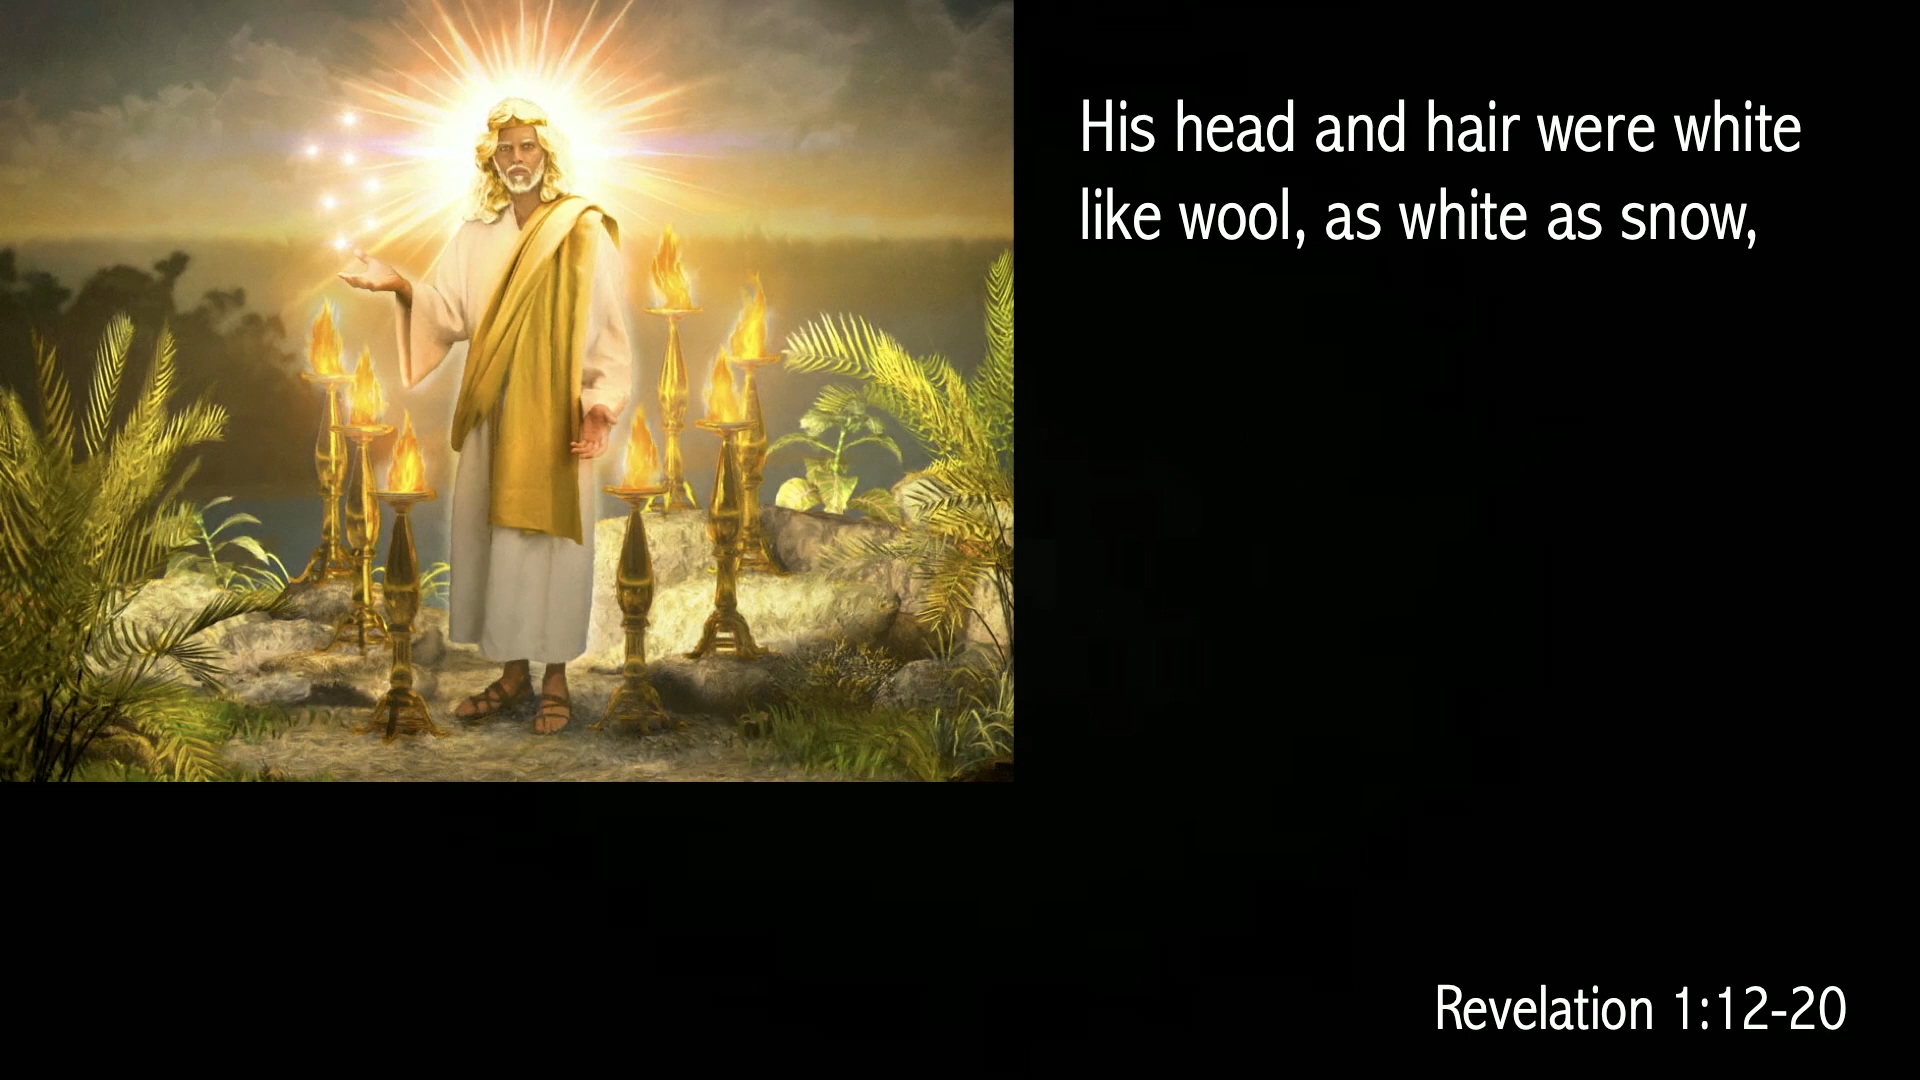 His head and hair were white
like wool, as white as snow,
Revelation 1:12-20